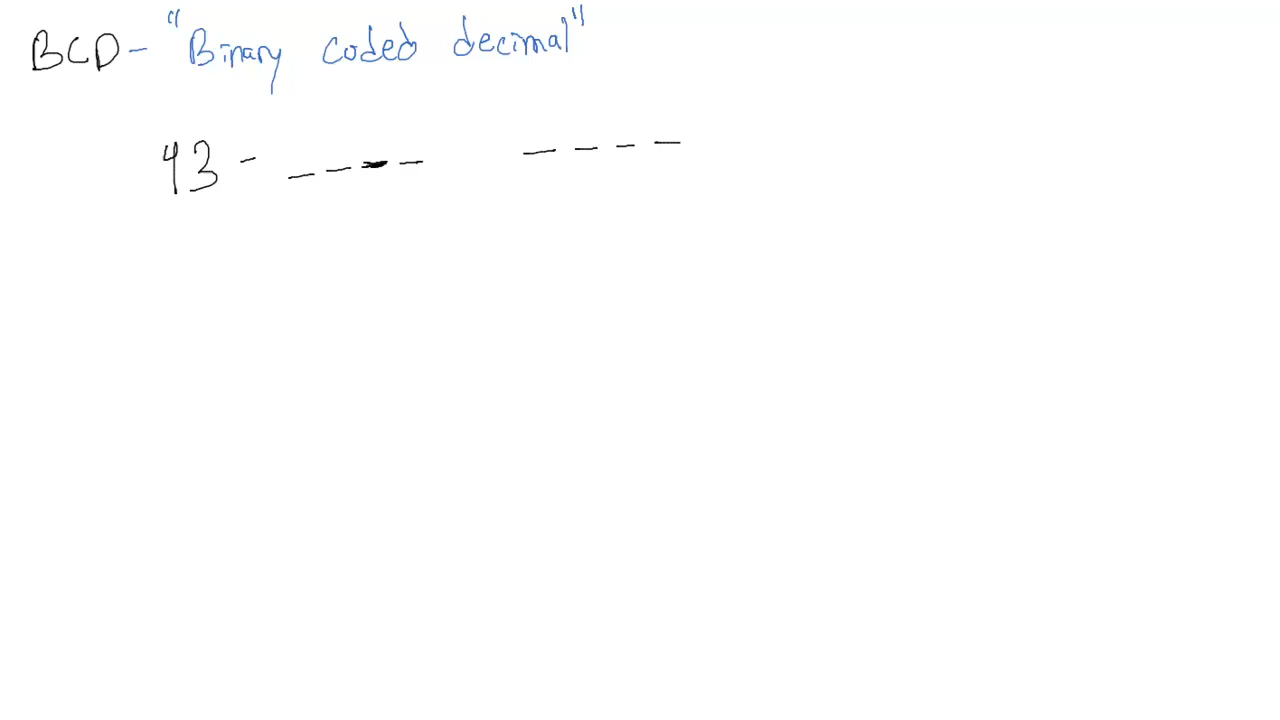 BCD- "Binary coded decimal"
43 - _ _ _ _ _ _ _ _